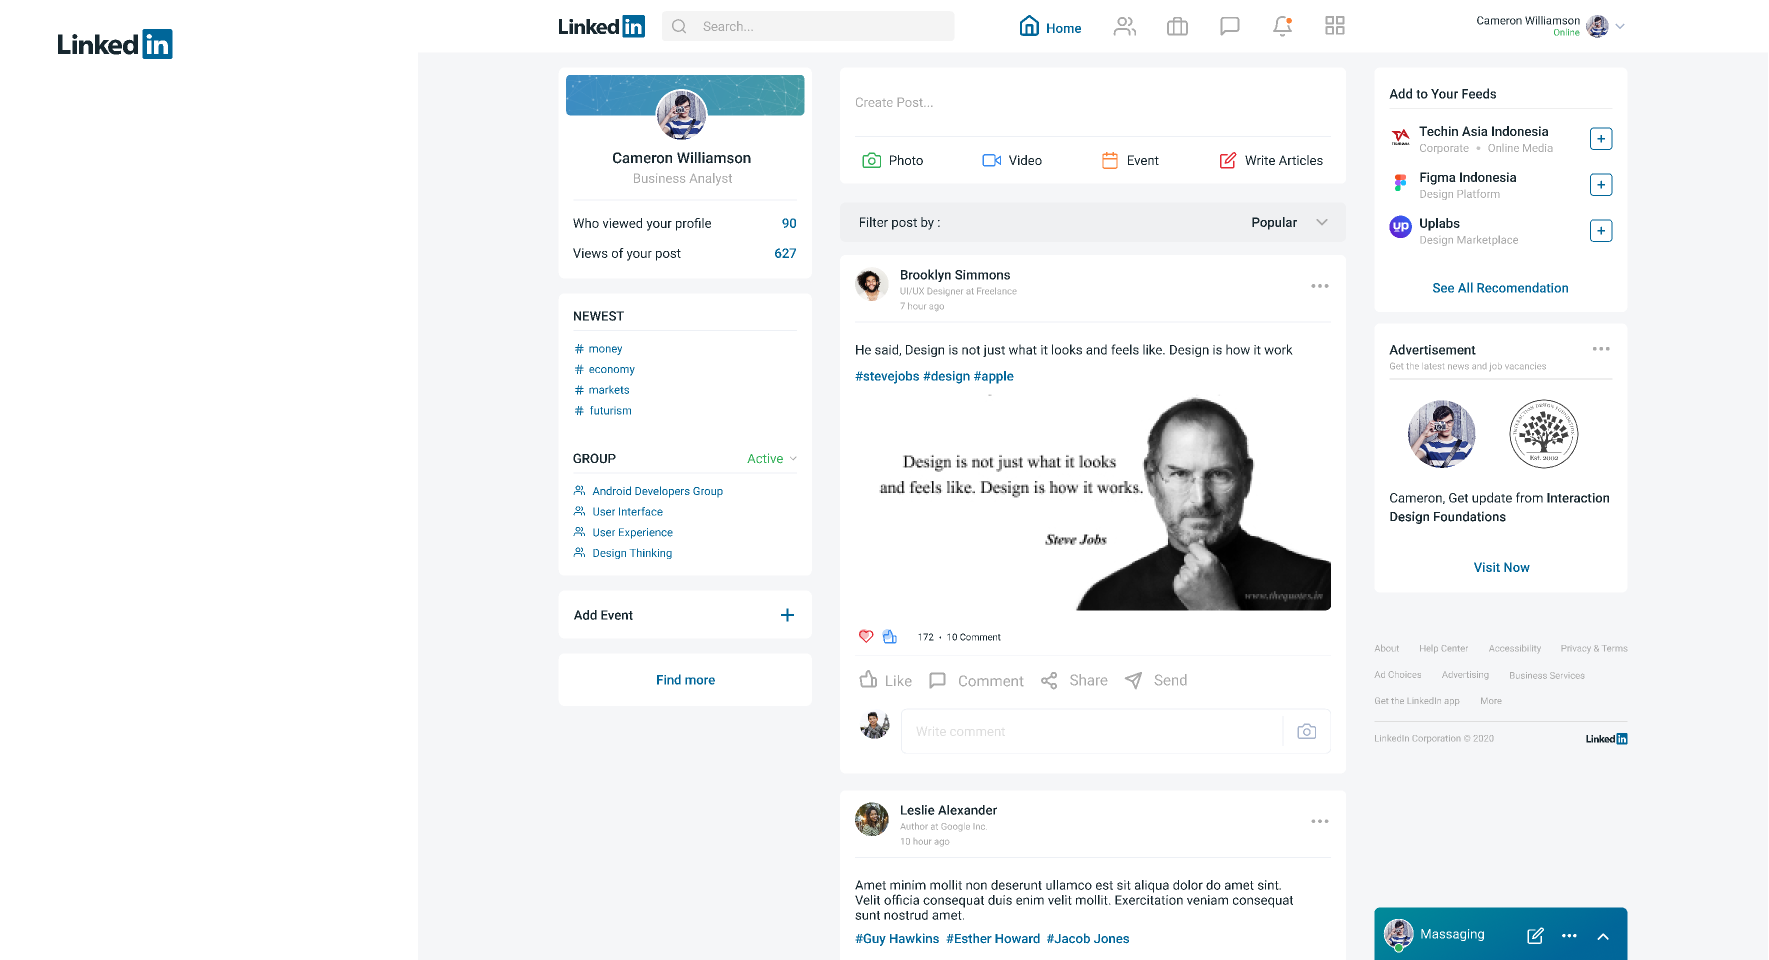 Linked in
Linked in
Search...
Home
Cameron Williamson
Online
Cameron Williamson
Business Analyst
Who viewed your profile 90
Views of your post 627
NEWEST
# money
# economy
# markets
# futurism
GROUP Active
Android Developers Group
User Interface
User Experience
Design Thinking
Add Event
Find more
Create Post...
Photo Video Event Write Articles
Filter post by : Popular
Brooklyn Simmons
UI/UX Designer at Freelance
7 hour ago
He said, Design is not just what it looks and feels like. Design is how it work
#stevejobs #design #apple
Design is not just what it looks
and feels like. Design is how it works.
Steve Jobs
www.thequotes.in
172 • 10 Comment
Like Comment Share Send
Write comment
Leslie Alexander
Author at Google Inc.
10 hour ago
Amet minim mollit non deserunt ullamco est sit aliqua dolor do amet sint.
Velit officia consequat duis enim velit mollit. Exercitation veniam consequat
sunt nostrud amet.
#Guy Hawkins #Esther Howard #Jacob Jones
Add to Your Feeds
Techin Asia Indonesia
Corporate • Online Media
Figma Indonesia
Design Platform
up
Uplabs
Design Marketplace
See All Recomendation
Advertisement
Get the latest news and job vacancies
INTERACTION DESIGN FOUNDATION
Est. 2002
Cameron, Get update from Interaction
Design Foundations
Visit Now
About Help Center Accessibility Privacy & Terms
Ad Choices Advertising Business Services
Get the LinkedIn app More
LinkedIn Corporation © 2020 Linked in
Massaging